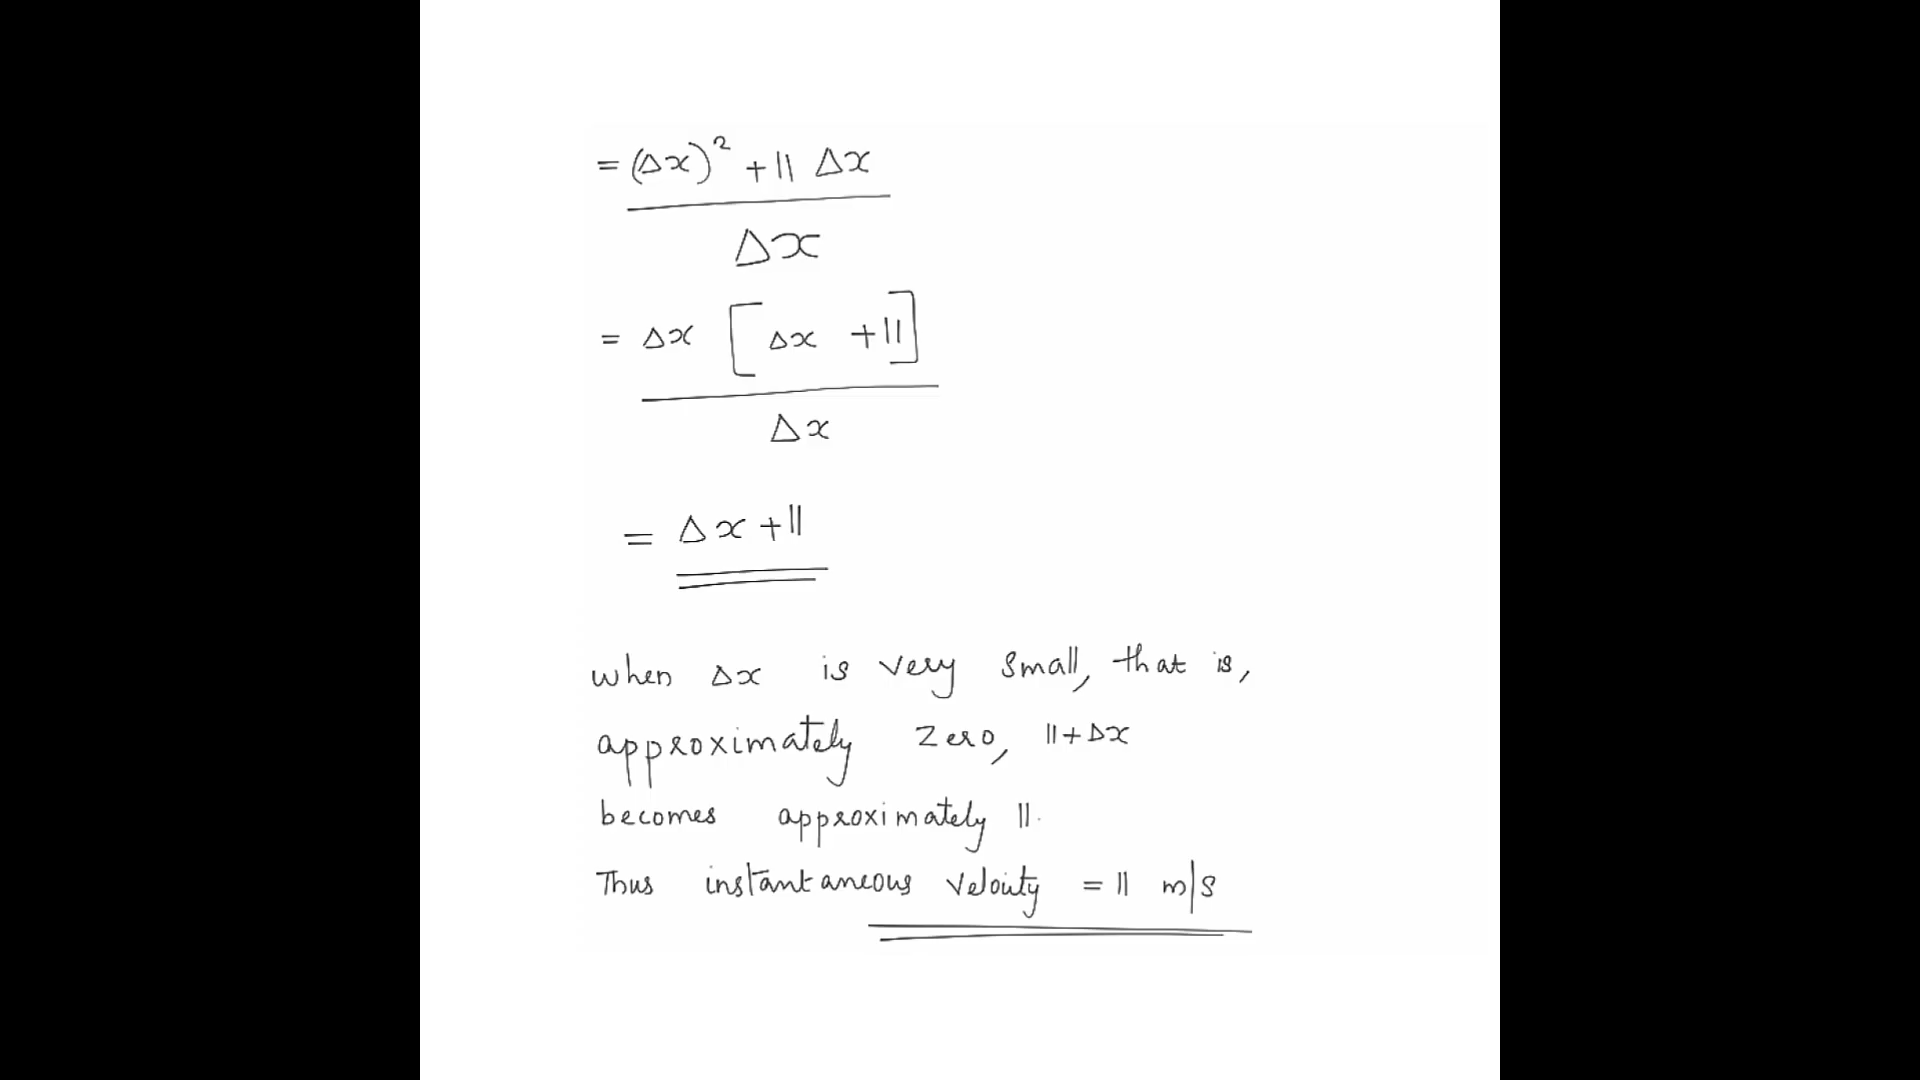 = (Δx)² + 11 Δx
Δx
= Δx [Δx + 11]
Δx
= Δx + 11
when Δx is very small, that is,
approximately zero, 11 + Δx
becomes approximately 11.
Thus instantaneous velocity = 11 m/s